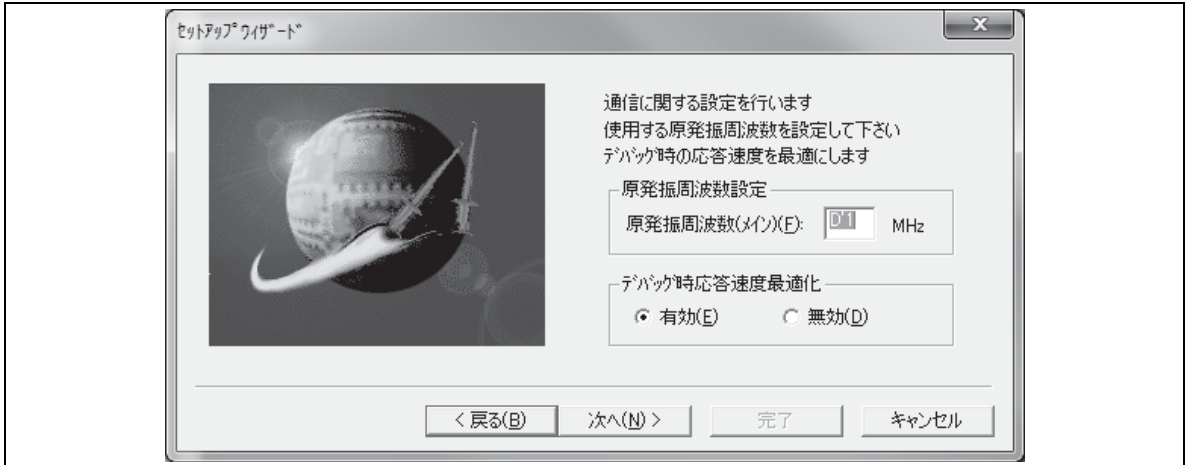 ｾｯﾄｱｯﾌﾟｳｨｻﾞｰﾄﾞ
X
通信に関する設定を行います
使用する原発振周波数を設定して下さい
ﾃﾞﾊﾞｯｸﾞ時の応答速度を最適にします
原発振周波数設定
原発振周波数(ﾒｲﾝ)(F): D'1 MHz
ﾃﾞﾊﾞｯｸﾞ時応答速度最適化
有効(E) 無効(D)
< 戻る(B) 次へ(N) > 完了 キャンセル